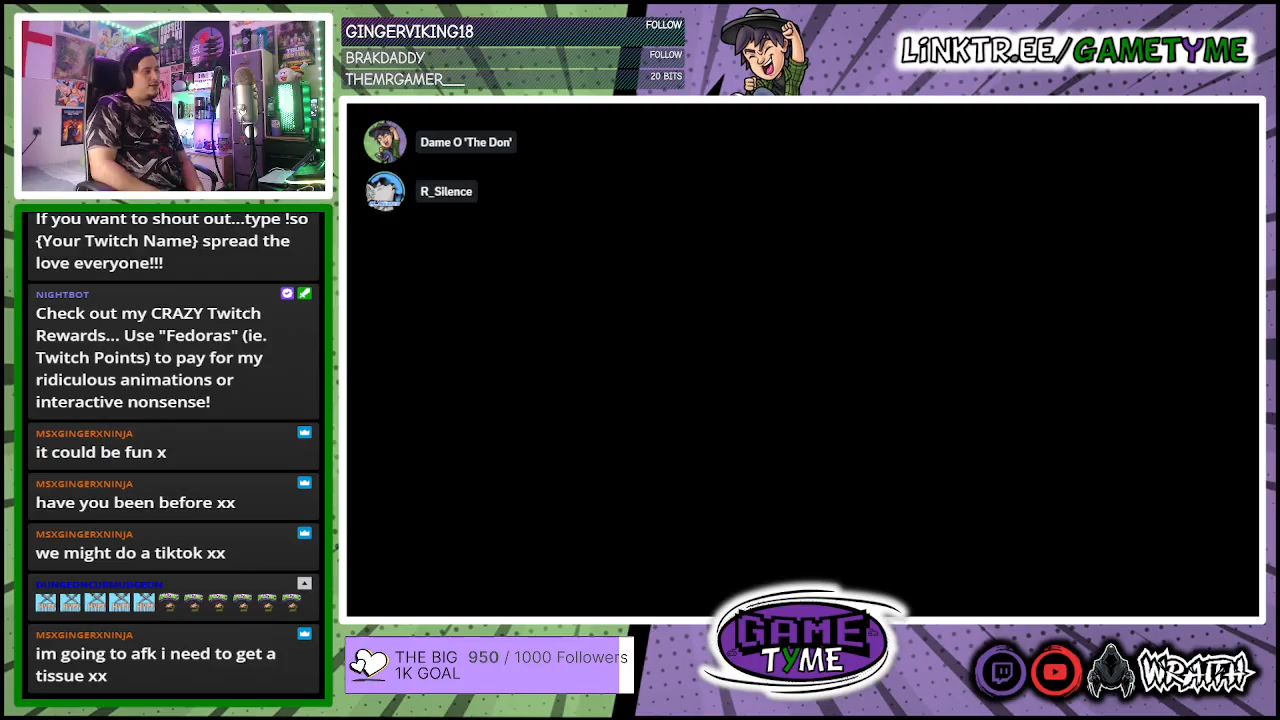 GINGERVIKING18 FOLLOW
BRAKDADDY FOLLOW
THEMRGAMER___ 20 BITS
LINKTR.EE/GAMETYME
Dame O 'The Don'
R_Silence
If you want to shout out...type !so
{Your Twitch Name} spread the
love everyone!!!
NIGHTBOT
Check out my CRAZY Twitch
Rewards... Use "Fedoras" (ie.
Twitch Points) to pay for my
ridiculous animations or
interactive nonsense!
MSXGINGERXNINJA
it could be fun x
MSXGINGERXNINJA
have you been before xx
MSXGINGERXNINJA
we might do a tiktok xx
DUNGEONCURMUDGEON
MSXGINGERXNINJA
im going to afk i need to get a
tissue xx
THE BIG 950 / 1000 Followers
1K GOAL
GAME
TYME
WRATH